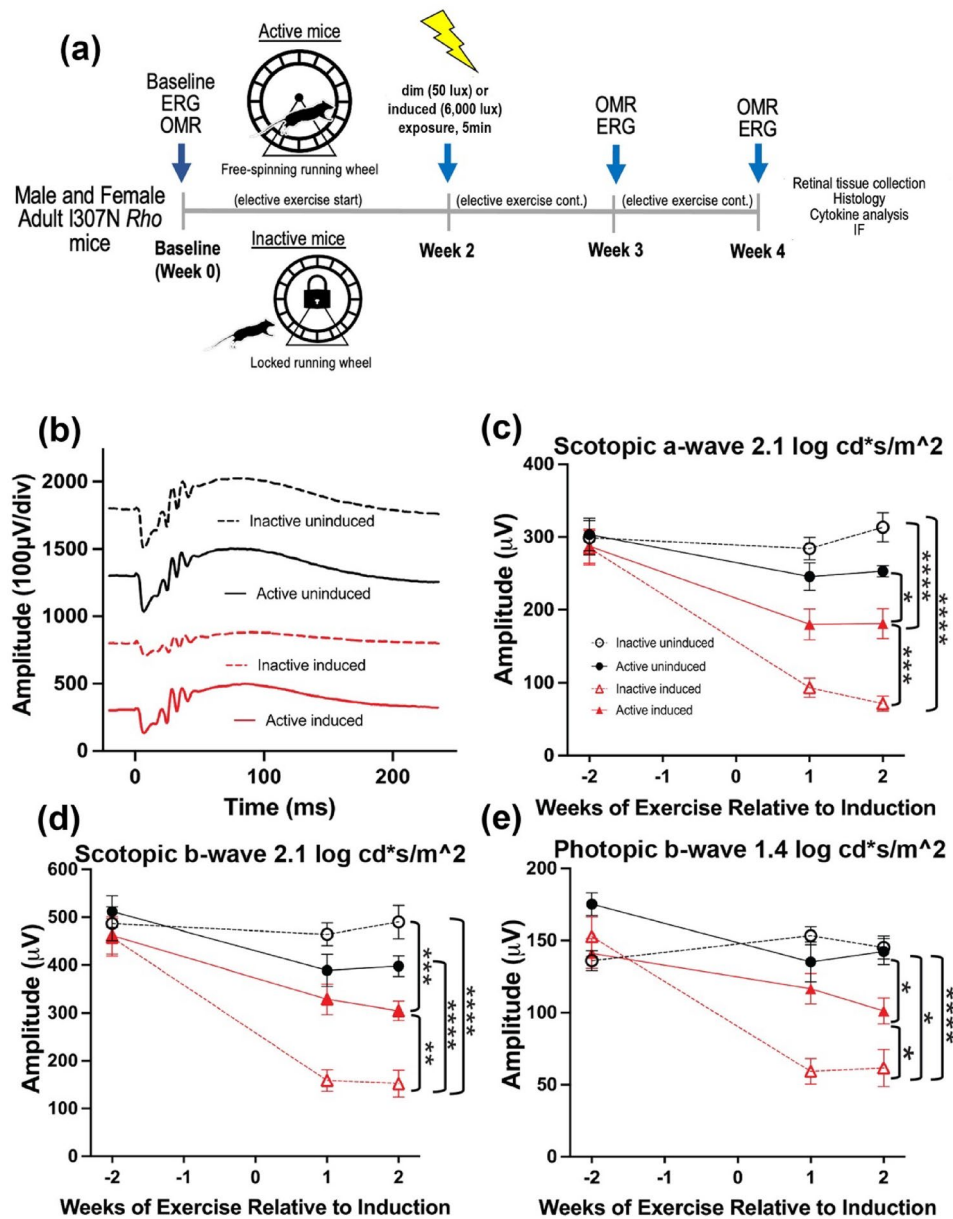 (a)
Active mice
Baseline
ERG
OMR
dim (50 lux) or
induced (6,000 lux)
exposure, 5min
OMR
ERG
OMR
ERG
Free-spinning running wheel
Male and Female
Adult I307N Rho
mice
(elective exercise start)
(elective exercise cont.)
(elective exercise cont.)
Retinal tissue collection
Histology
Cytokine analysis
IF
Baseline
(Week 0)
Inactive mice
Week 2
Week 3
Week 4
Locked running wheel
(b)
Amplitude (100µV/div)
2000
1500
1000
500
0
Inactive uninduced
Active uninduced
Inactive induced
Active induced
0
100
200
Time (ms)
(c)
Scotopic a-wave 2.1 log cd*s/m^2
Amplitude (µV)
400
300
200
100
0
Inactive uninduced
Active uninduced
Inactive induced
Active induced
*
***
****
****
-2
-1
0
1
2
Weeks of Exercise Relative to Induction
(d)
Scotopic b-wave 2.1 log cd*s/m^2
Amplitude (µV)
600
500
400
300
200
100
0
***
**
****
****
-2
-1
0
1
2
Weeks of Exercise Relative to Induction
(e)
Photopic b-wave 1.4 log cd*s/m^2
Amplitude (µV)
200
150
100
50
0
*
*
*
****
-2
-1
0
1
2
Weeks of Exercise Relative to Induction